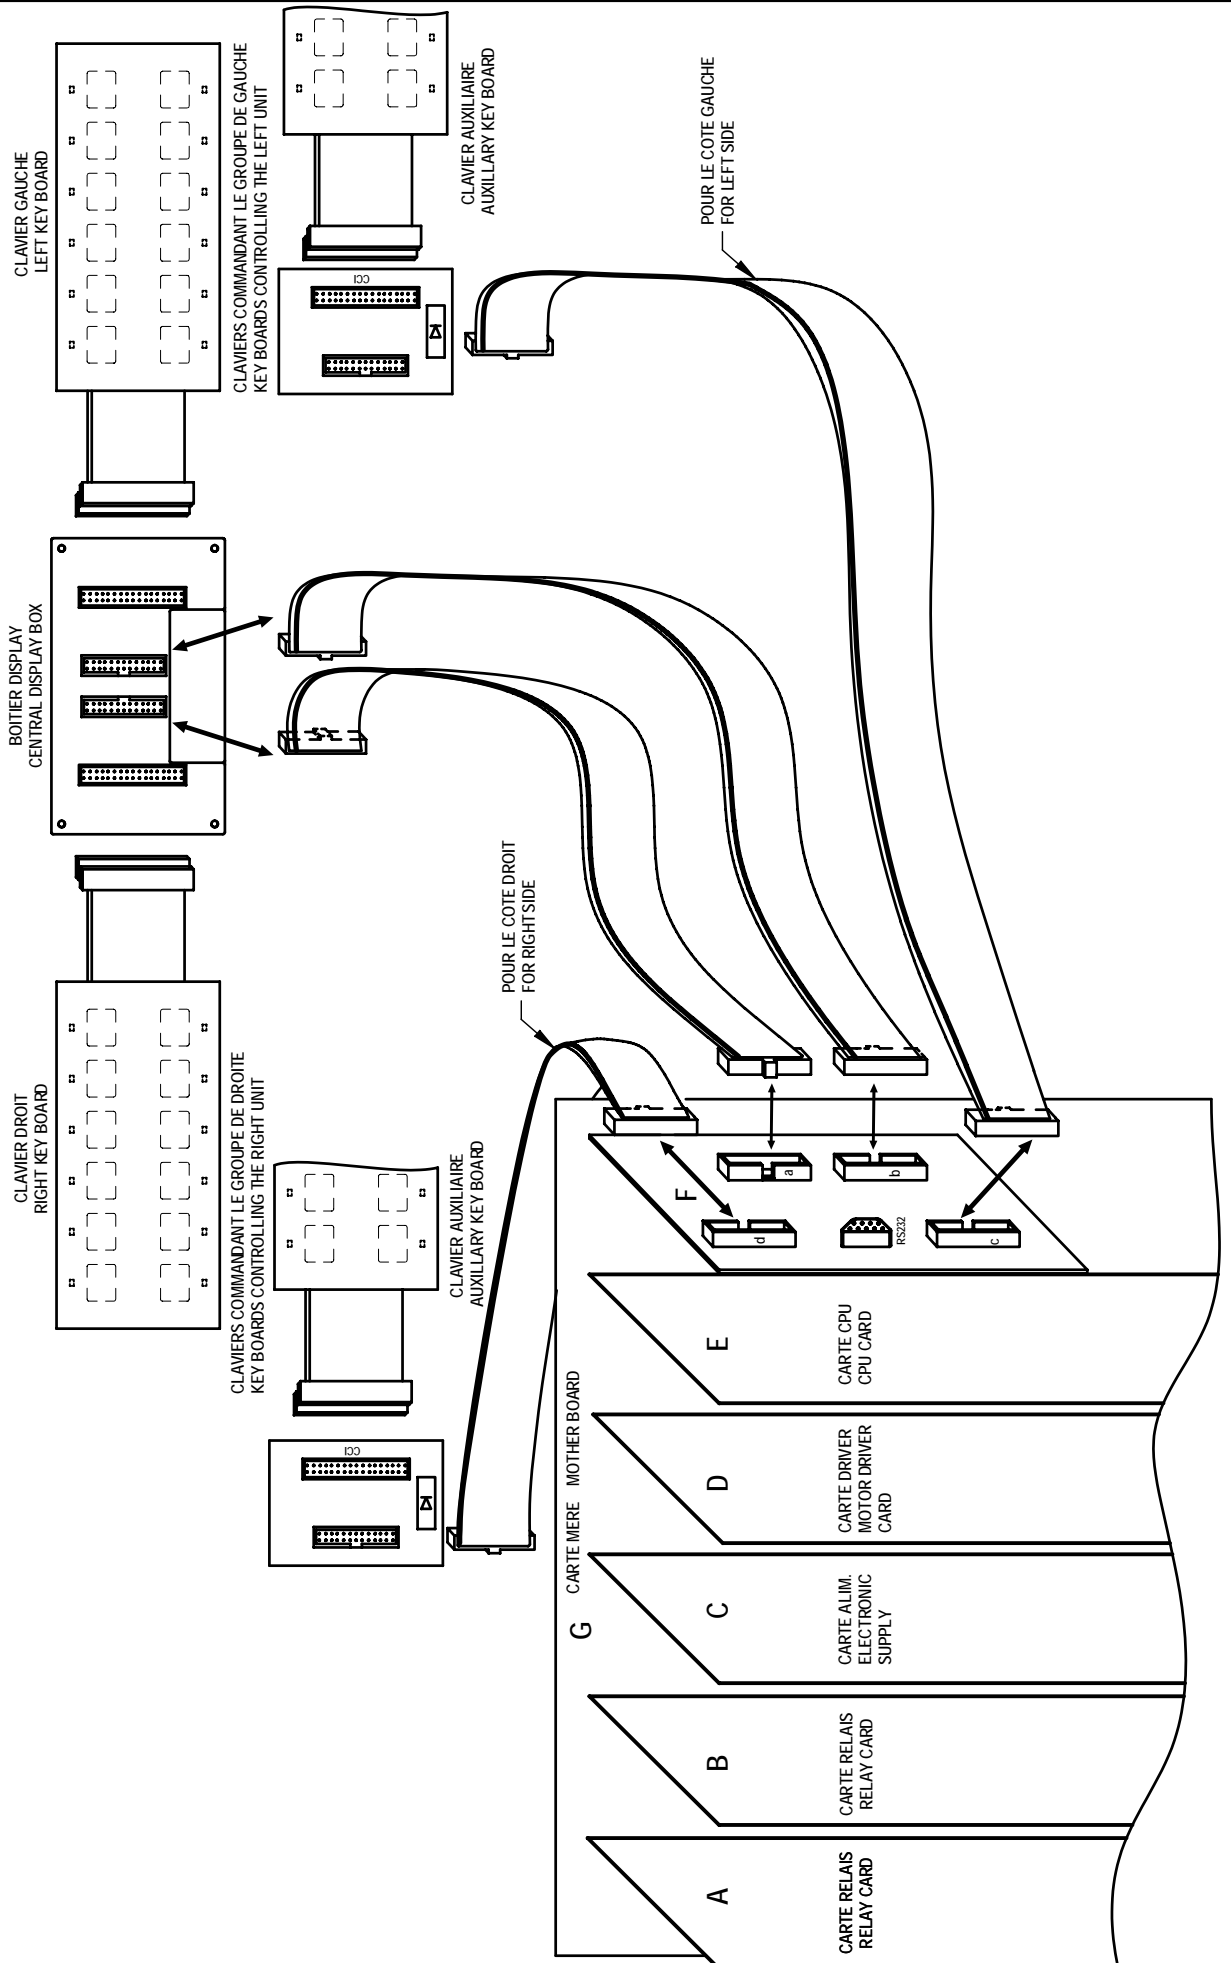 CLAVIER DROIT
RIGHT KEY BOARD
BOITIER DISPLAY
CENTRAL DISPLAY BOX
CLAVIER GAUCHE
LEFT KEY BOARD
CLAVIERS COMMANDANT LE GROUPE DE DROITE
KEY BOARDS CONTROLLING THE RIGHT UNIT
CLAVIERS COMMANDANT LE GROUPE DE GAUCHE
KEY BOARDS CONTROLLING THE LEFT UNIT
CCI
CCI
CLAVIER AUXILIAIRE
AUXILLARY KEY BOARD
CLAVIER AUXILIAIRE
AUXILLARY KEY BOARD
POUR LE COTE DROIT
FOR RIGHT SIDE
POUR LE COTE GAUCHE
FOR LEFT SIDE
G
CARTE MERE MOTHER BOARD
A
B
C
D
E
F
a
b
c
d
RS232
CARTE RELAIS
RELAY CARD
CARTE RELAIS
RELAY CARD
CARTE ALIM.
ELECTRONIC
SUPPLY
CARTE DRIVER
MOTOR DRIVER
CARD
CARTE CPU
CPU CARD